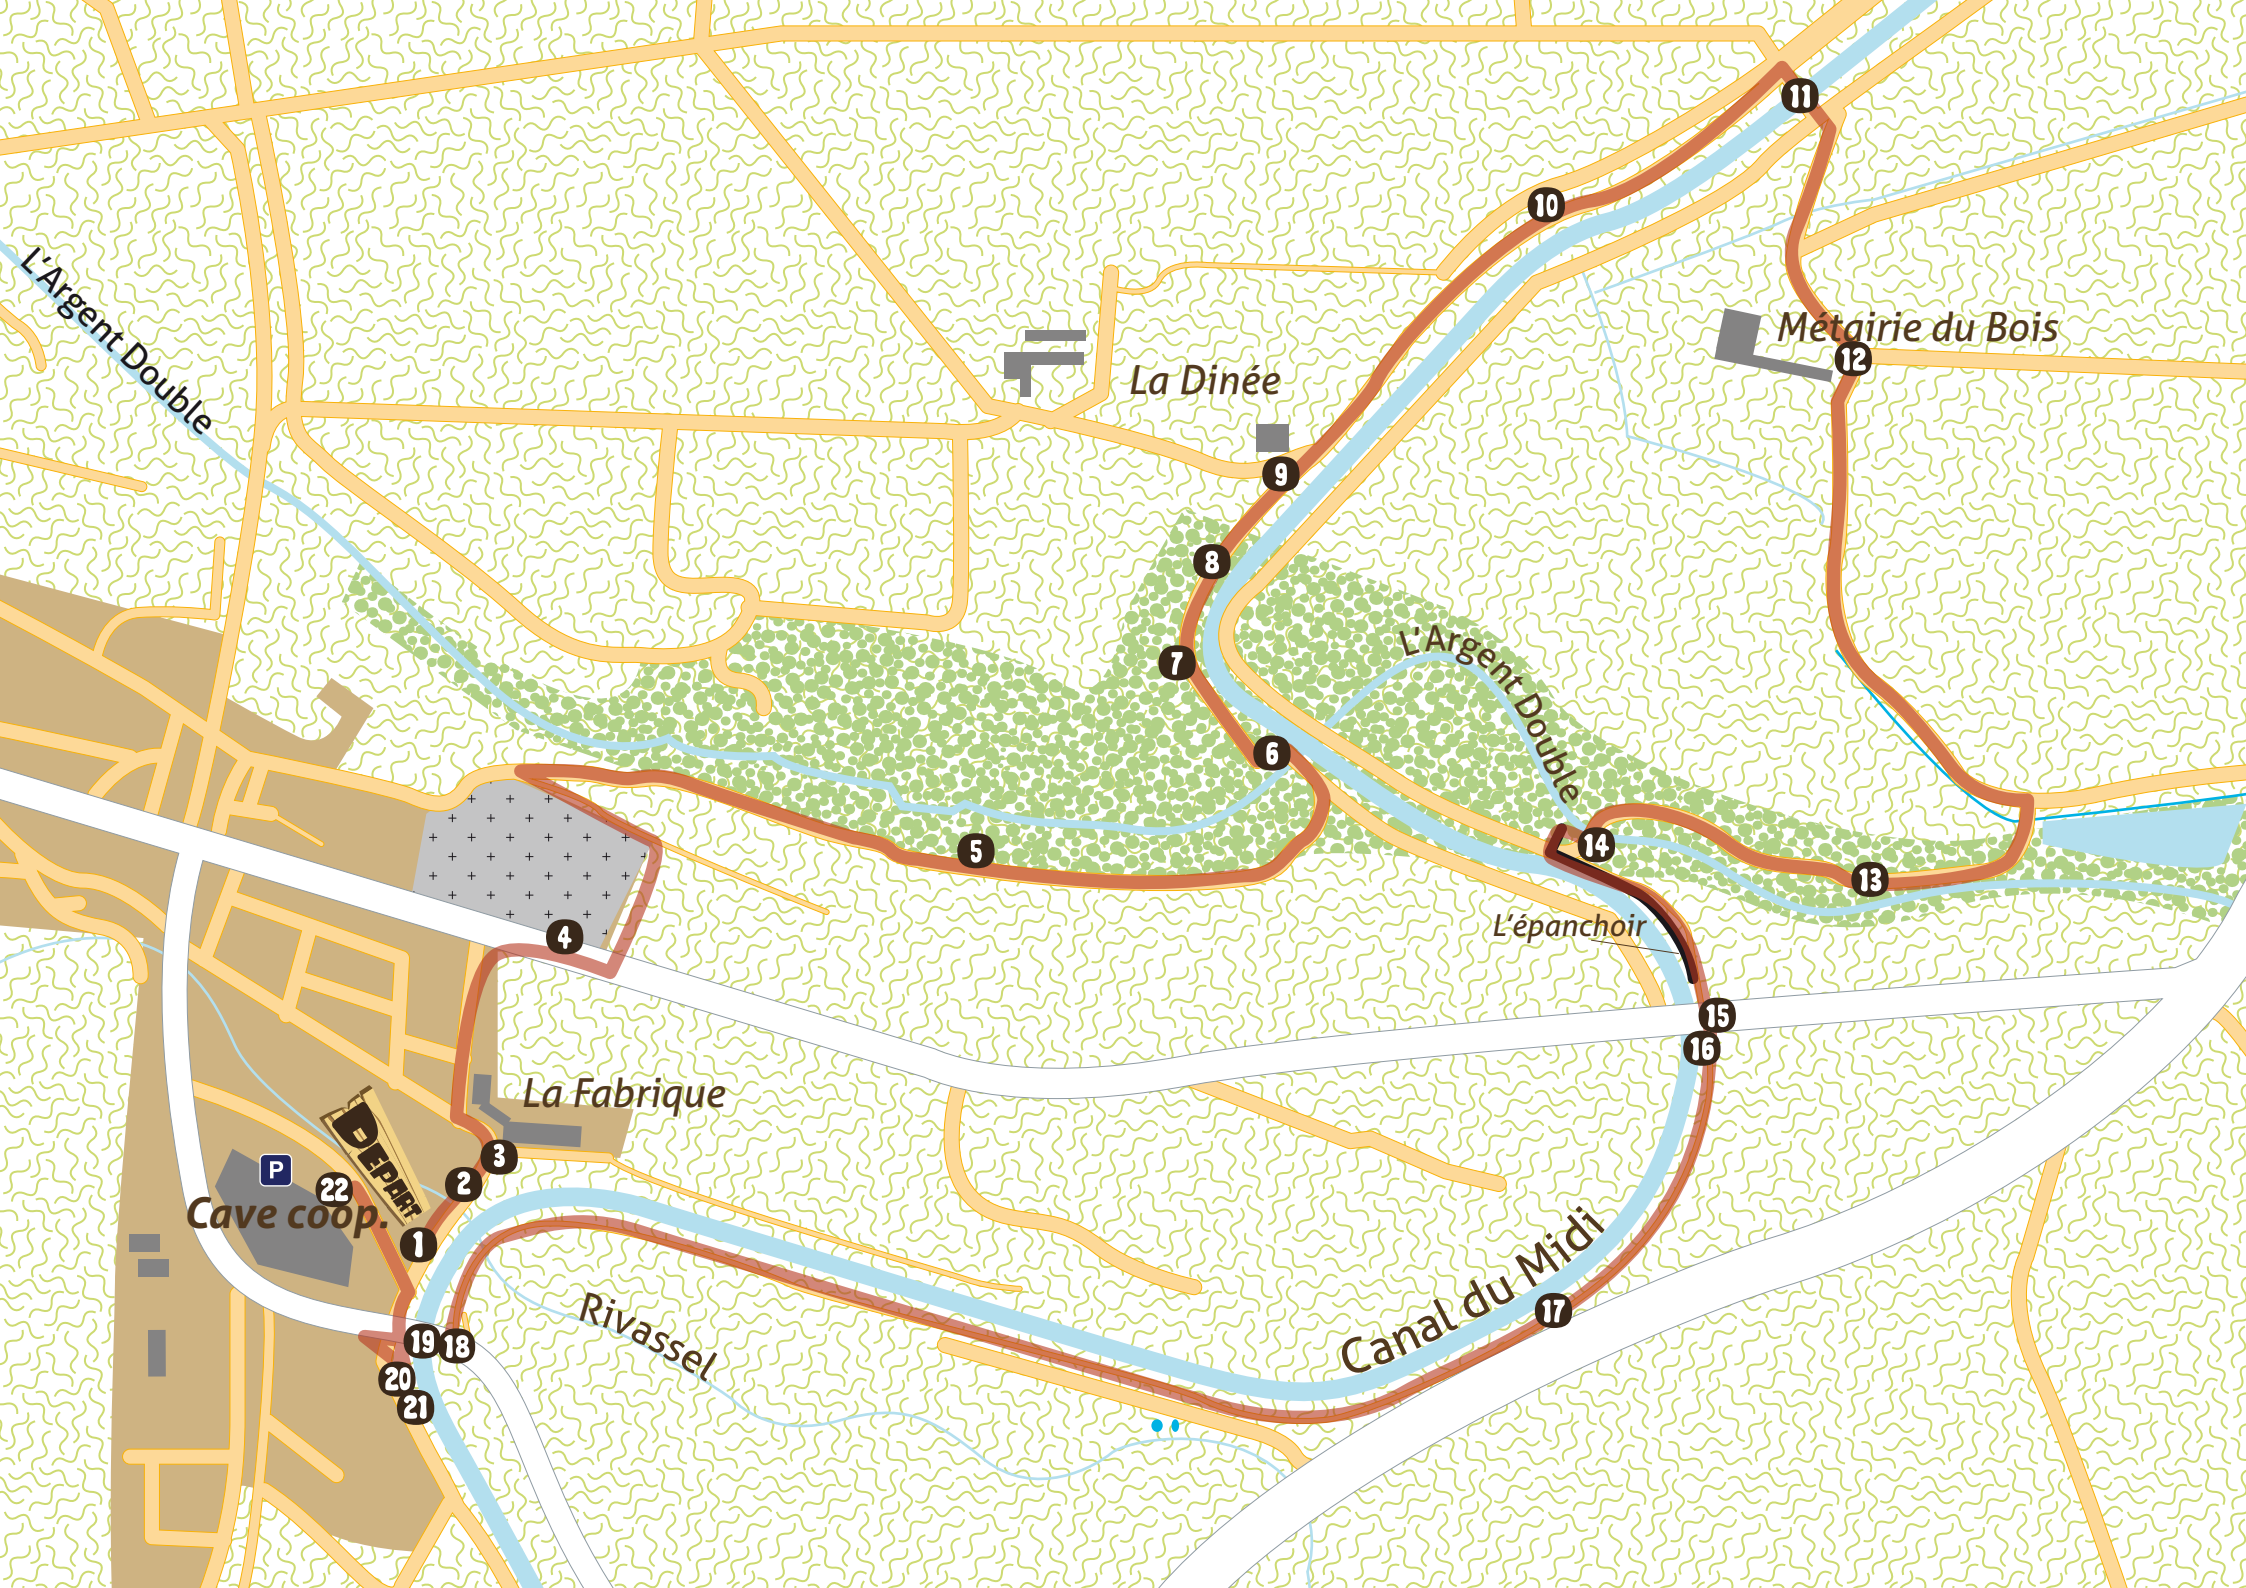 11
10
L'Argent Double
Métairie du Bois
12
La Dinée
9
8
L'Argent Double
7
6
14
5
13
L'épanchoir
4
15
16
La Fabrique
DEPART
3
P
2
22
Cave coop.
1
Canal du Midi
Rivassel
17
19
18
20
21